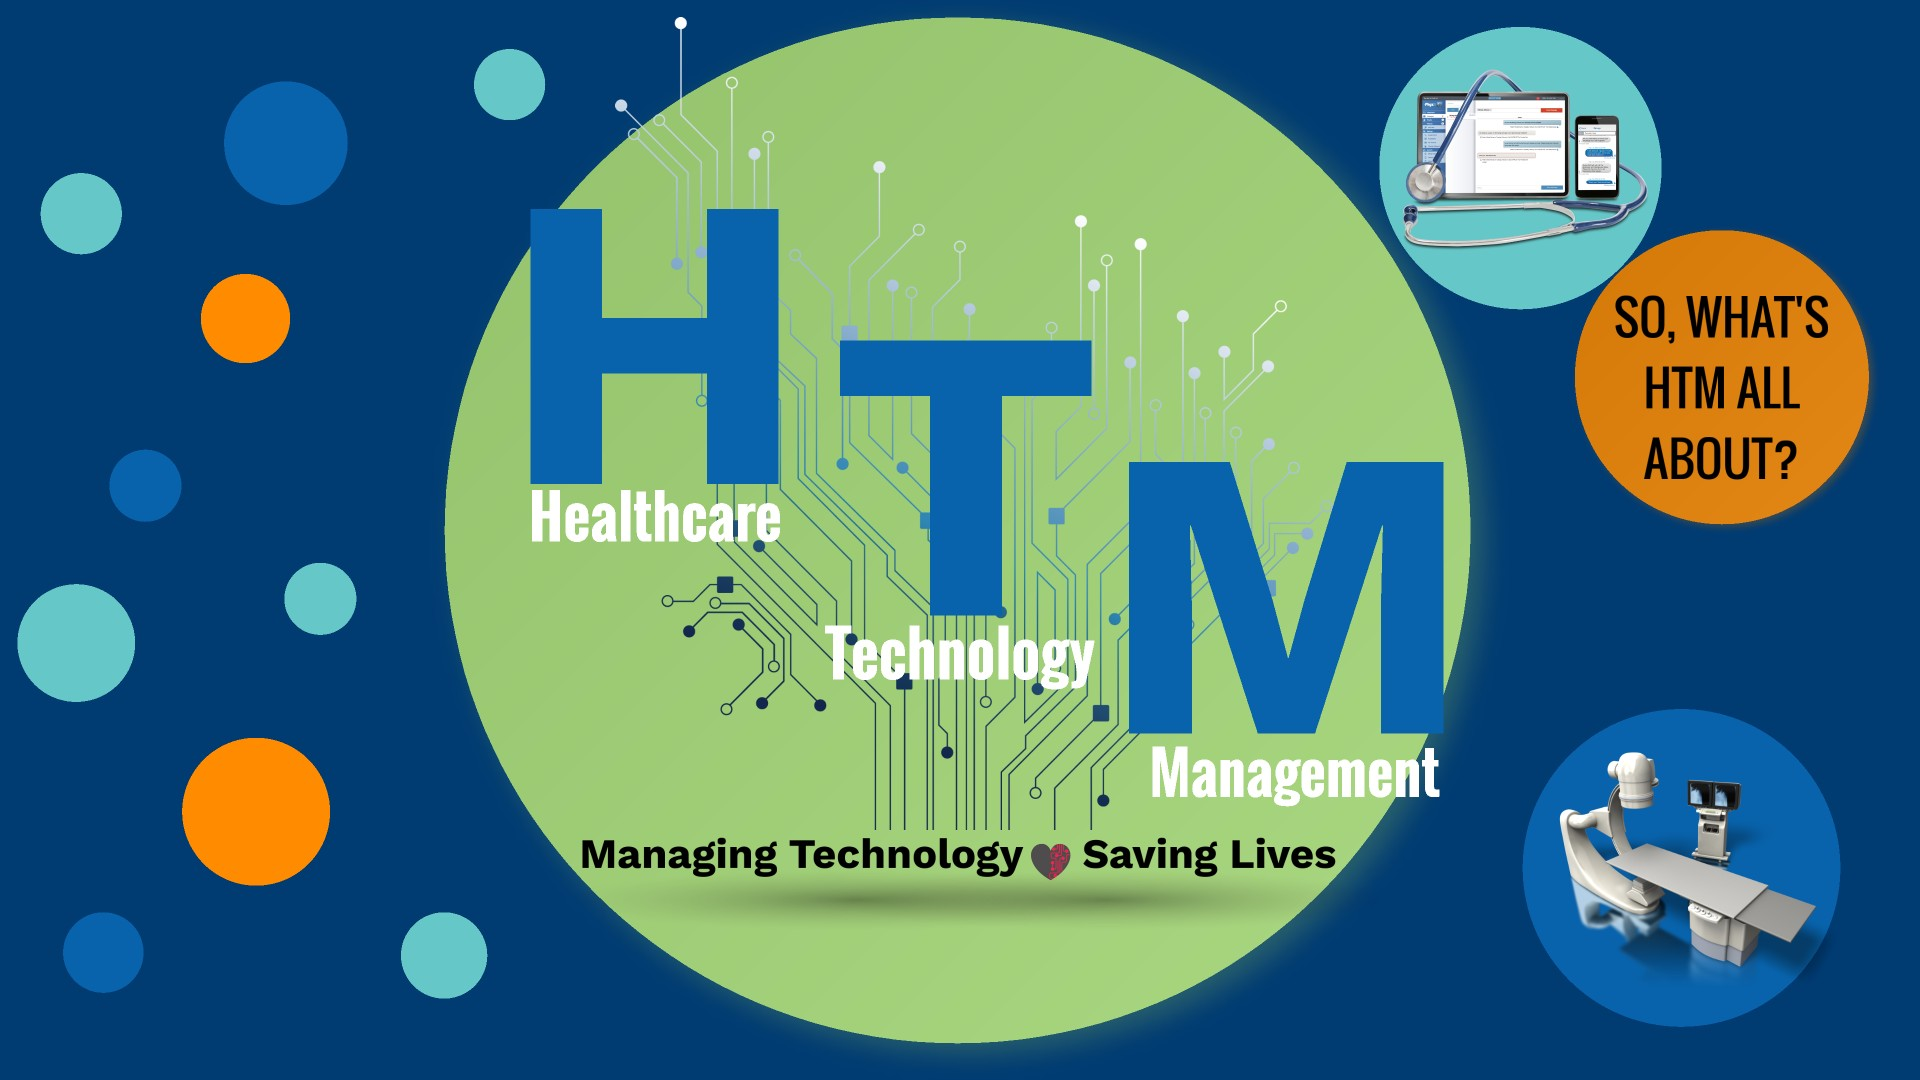 H
Healthcare
T
Technology
M
Management
Managing Technology Saving Lives
SO, WHAT'S
HTM ALL
ABOUT?